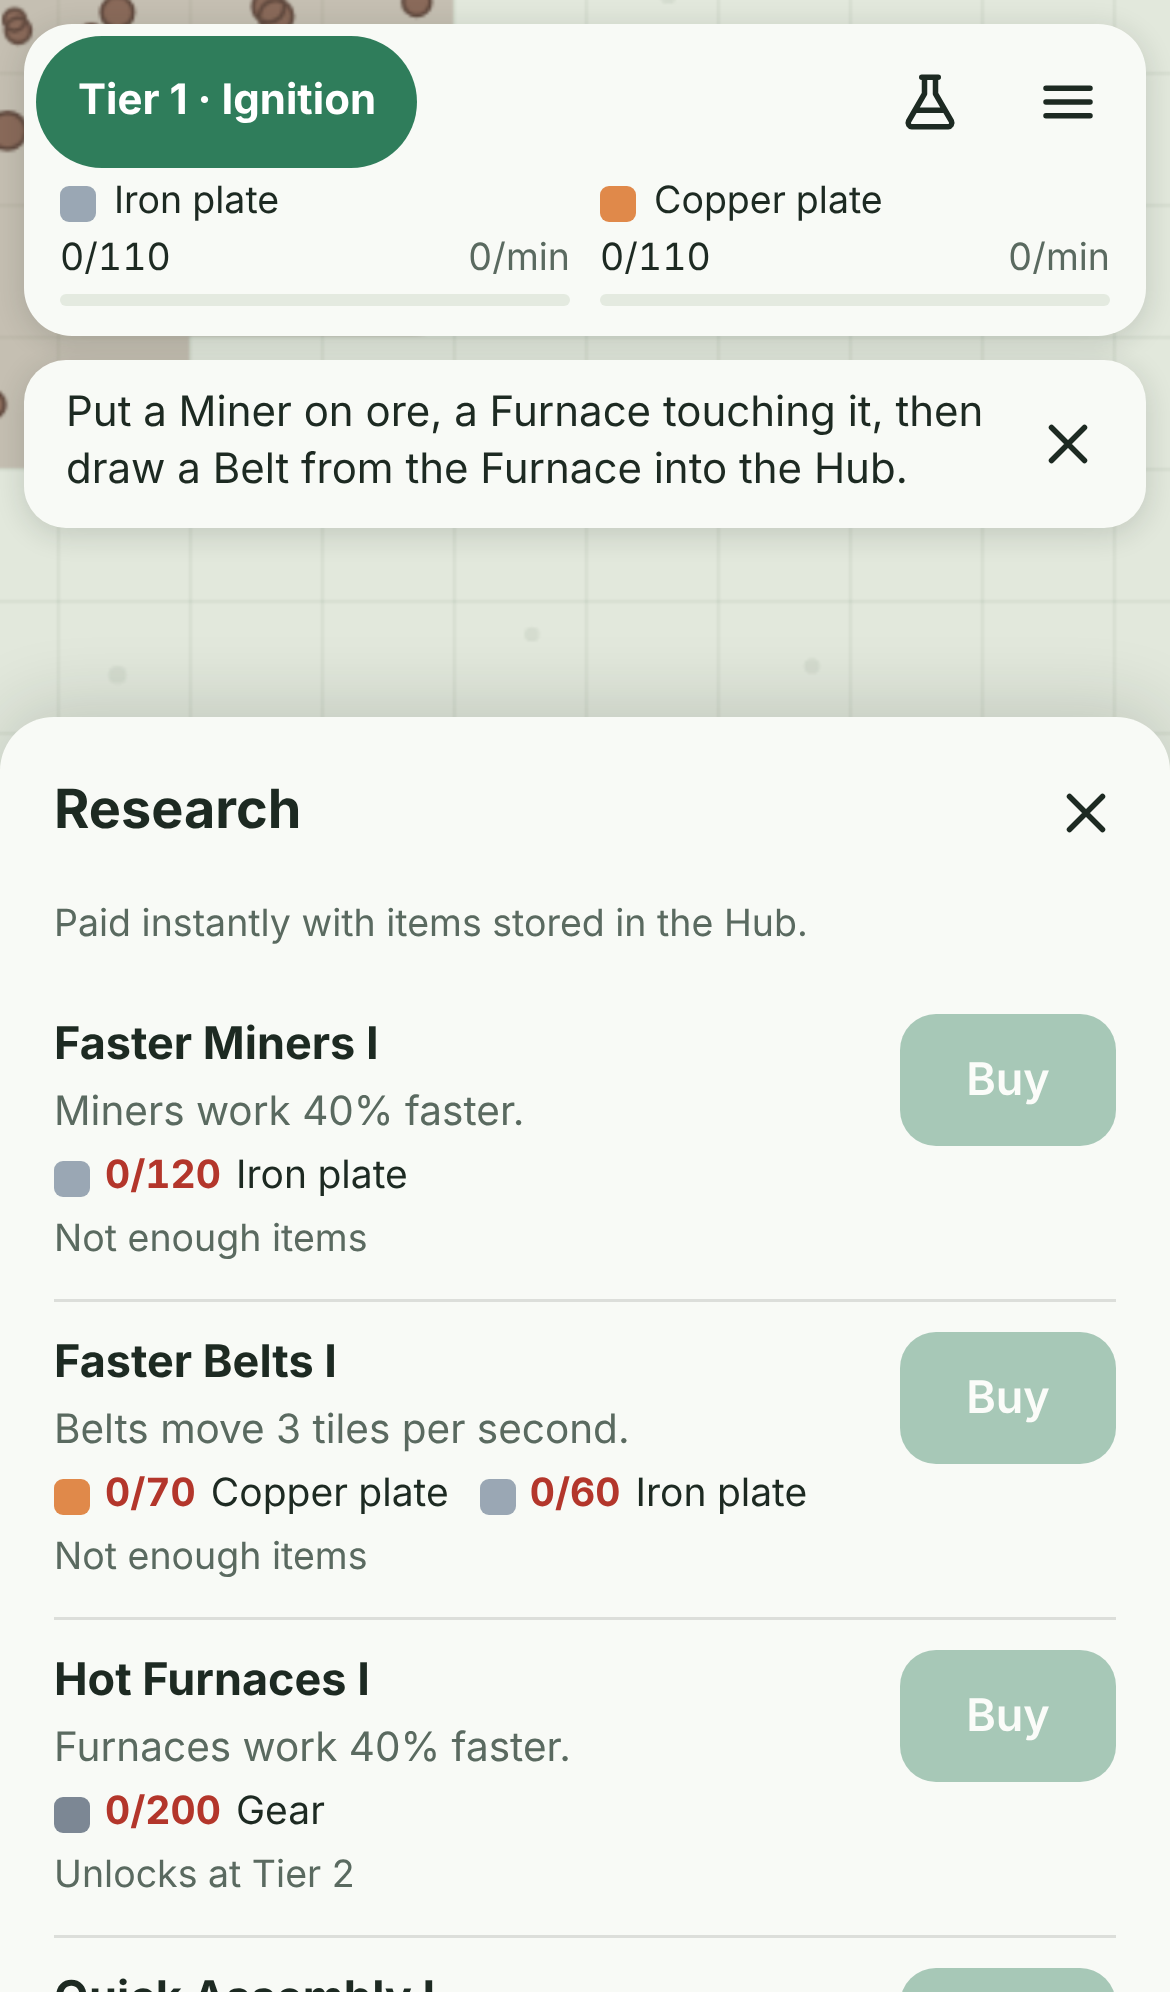 Tier 1 · Ignition
Iron plate
0/110 0/min
Copper plate
0/110 0/min
Put a Miner on ore, a Furnace touching it, then
draw a Belt from the Furnace into the Hub.
Research
Paid instantly with items stored in the Hub.
Faster Miners I
Buy
Miners work 40% faster.
0/120 Iron plate
Not enough items
Faster Belts I
Buy
Belts move 3 tiles per second.
0/70 Copper plate 0/60 Iron plate
Not enough items
Hot Furnaces I
Buy
Furnaces work 40% faster.
0/200 Gear
Unlocks at Tier 2
Quick Assembly I